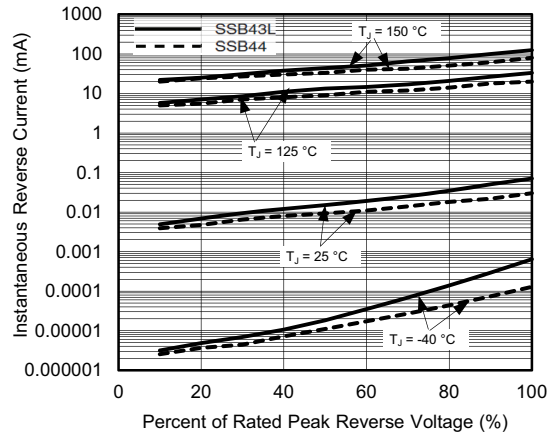 Instantaneous Reverse Current (mA)
1000
100
10
1
0.1
0.01
0.001
0.0001
0.00001
0.000001
SSB43L
SSB44
TJ = 150 °C
TJ = 125 °C
TJ = 25 °C
TJ = -40 °C
0
20
40
60
80
100
Percent of Rated Peak Reverse Voltage (%)